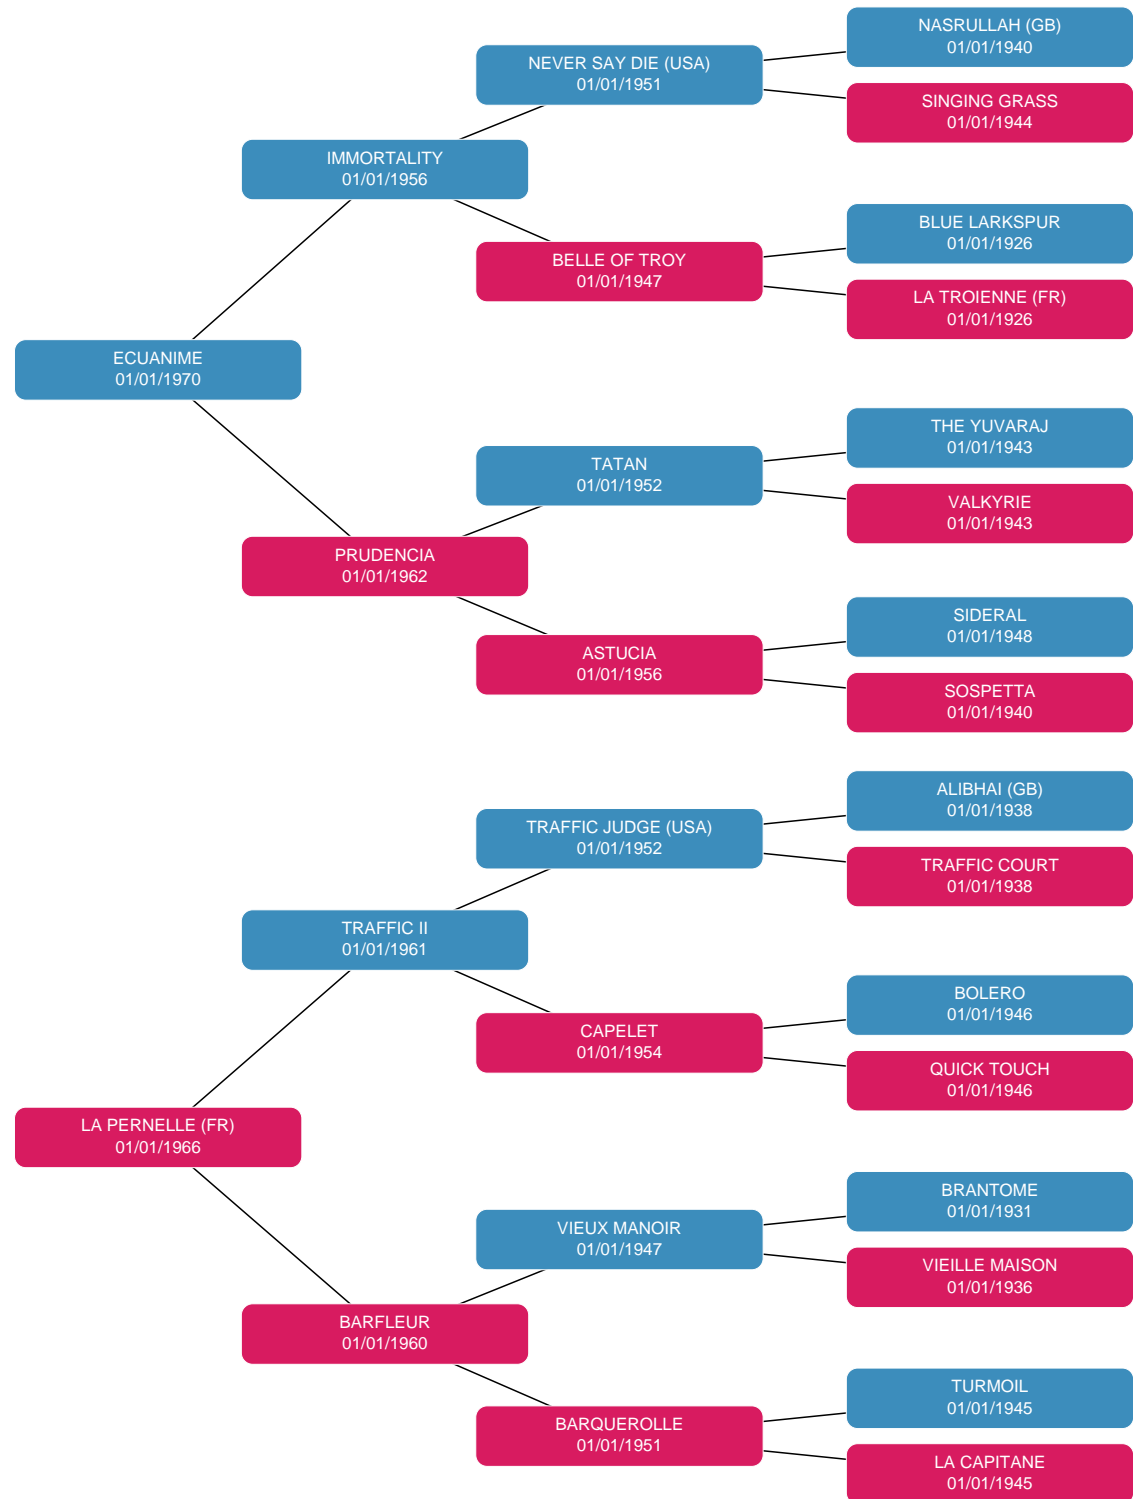 NASRULLAH (GB)
01/01/1940
NEVER SAY DIE (USA)
01/01/1951
SINGING GRASS
01/01/1944
IMMORTALITY
01/01/1956
BLUE LARKSPUR
01/01/1926
BELLE OF TROY
01/01/1947
LA TROIENNE (FR)
01/01/1926
ECUANIME
01/01/1970
THE YUVARAJ
01/01/1943
TATAN
01/01/1952
VALKYRIE
01/01/1943
PRUDENCIA
01/01/1962
SIDERAL
01/01/1948
ASTUCIA
01/01/1956
SOSPETTA
01/01/1940
ALIBHAI (GB)
01/01/1938
TRAFFIC JUDGE (USA)
01/01/1952
TRAFFIC COURT
01/01/1938
TRAFFIC II
01/01/1961
BOLERO
01/01/1946
CAPELET
01/01/1954
QUICK TOUCH
01/01/1946
LA PERNELLE (FR)
01/01/1966
BRANTOME
01/01/1931
VIEUX MANOIR
01/01/1947
VIEILLE MAISON
01/01/1936
BARFLEUR
01/01/1960
TURMOIL
01/01/1945
BARQUEROLLE
01/01/1951
LA CAPITANE
01/01/1945